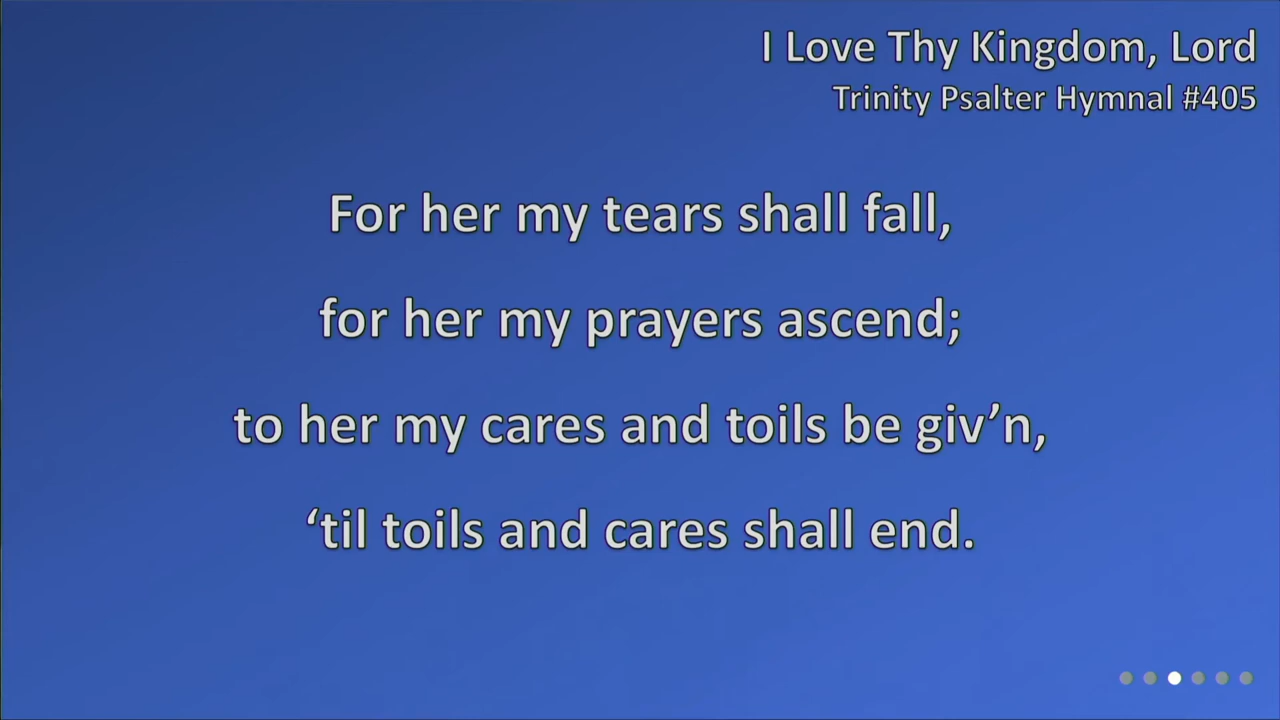 I Love Thy Kingdom, Lord
Trinity Psalter Hymnal #405
For her my tears shall fall,
for her my prayers ascend;
to her my cares and toils be giv’n,
‘til toils and cares shall end.